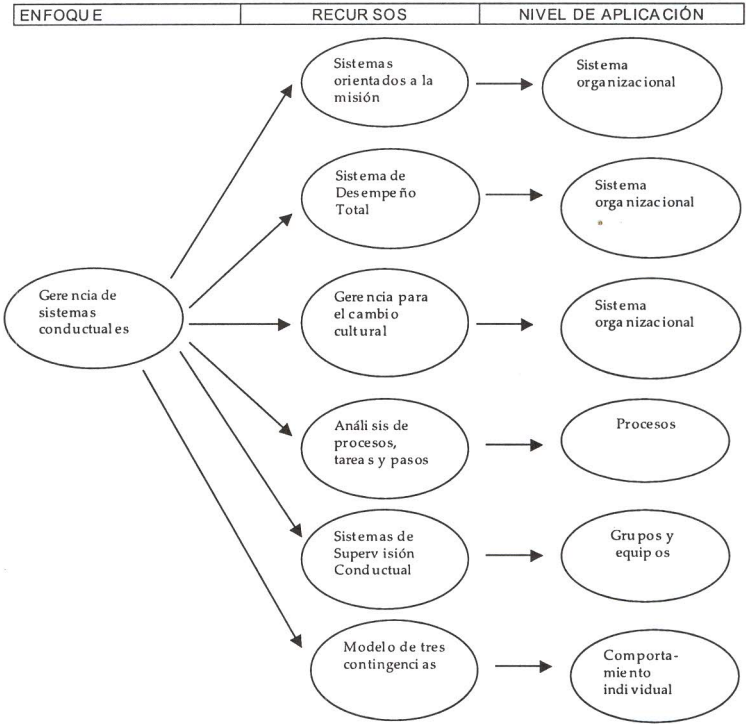 ENFOQUE RECURSOS NIVEL DE APLICACIÓN
Sistemas
orientados a la
misión
Sistema
organizacional
Sistema de
Desempeño
Total
Sistema
organizacional
Gerencia de
sistemas
conductuales
Gerencia para
el cambio
cultural
Sistema
organizacional
Análisis de
procesos,
tareas y pasos
Procesos
Sistemas de
Supervisión
Conductual
Grupos y
equipos
Modelo de tres
contingencias
Comporta-
miento
individual